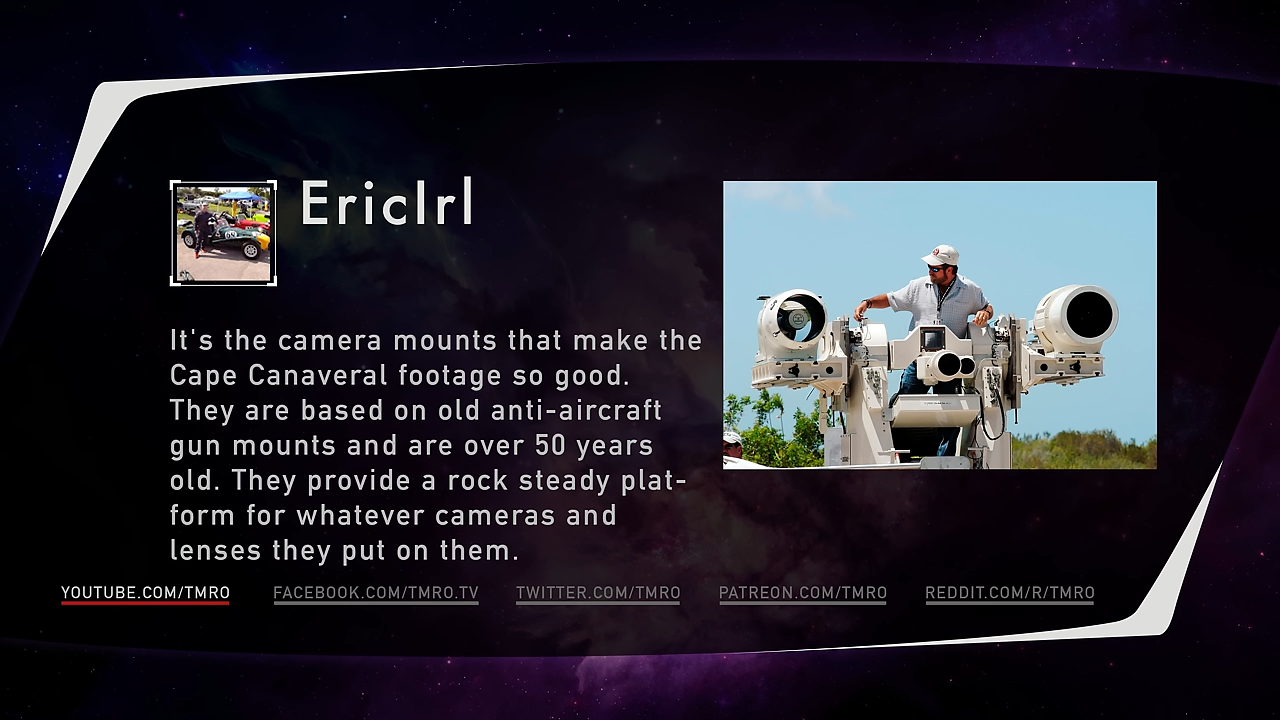 EricIrl
It's the camera mounts that make the
Cape Canaveral footage so good.
They are based on old anti-aircraft
gun mounts and are over 50 years
old. They provide a rock steady plat-
form for whatever cameras and
lenses they put on them.
YOUTUBE.COM/TMRO FACEBOOK.COM/TMRO.TV TWITTER.COM/TMRO PATREON.COM/TMRO REDDIT.COM/R/TMRO